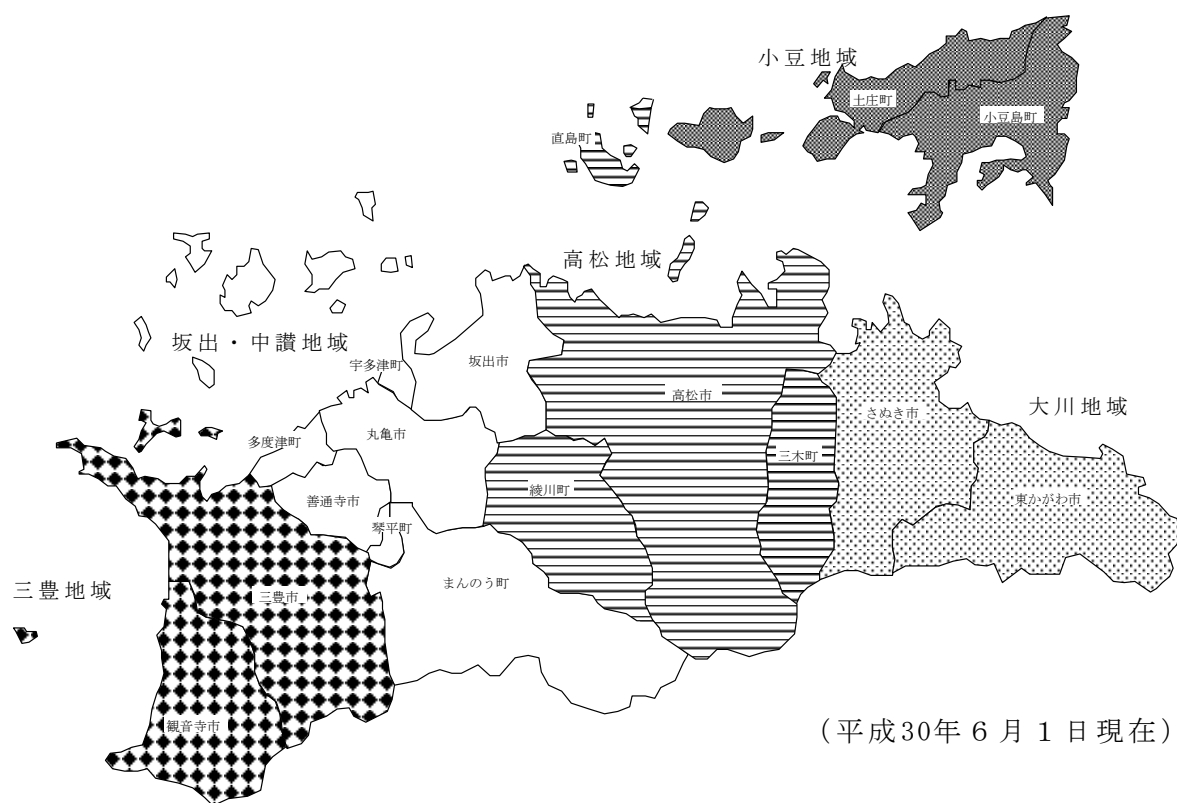 小豆地域
土庄町
小豆島町
直島町
高松地域
坂出・中讃地域
宇多津町
坂出市
高松市
さぬき市
大川地域
多度津町
丸亀市
三木町
綾川町
善通寺市
東かがわ市
琴平町
まんのう町
三豊地域
三豊市
観音寺市
(平成30年６月１日現在)